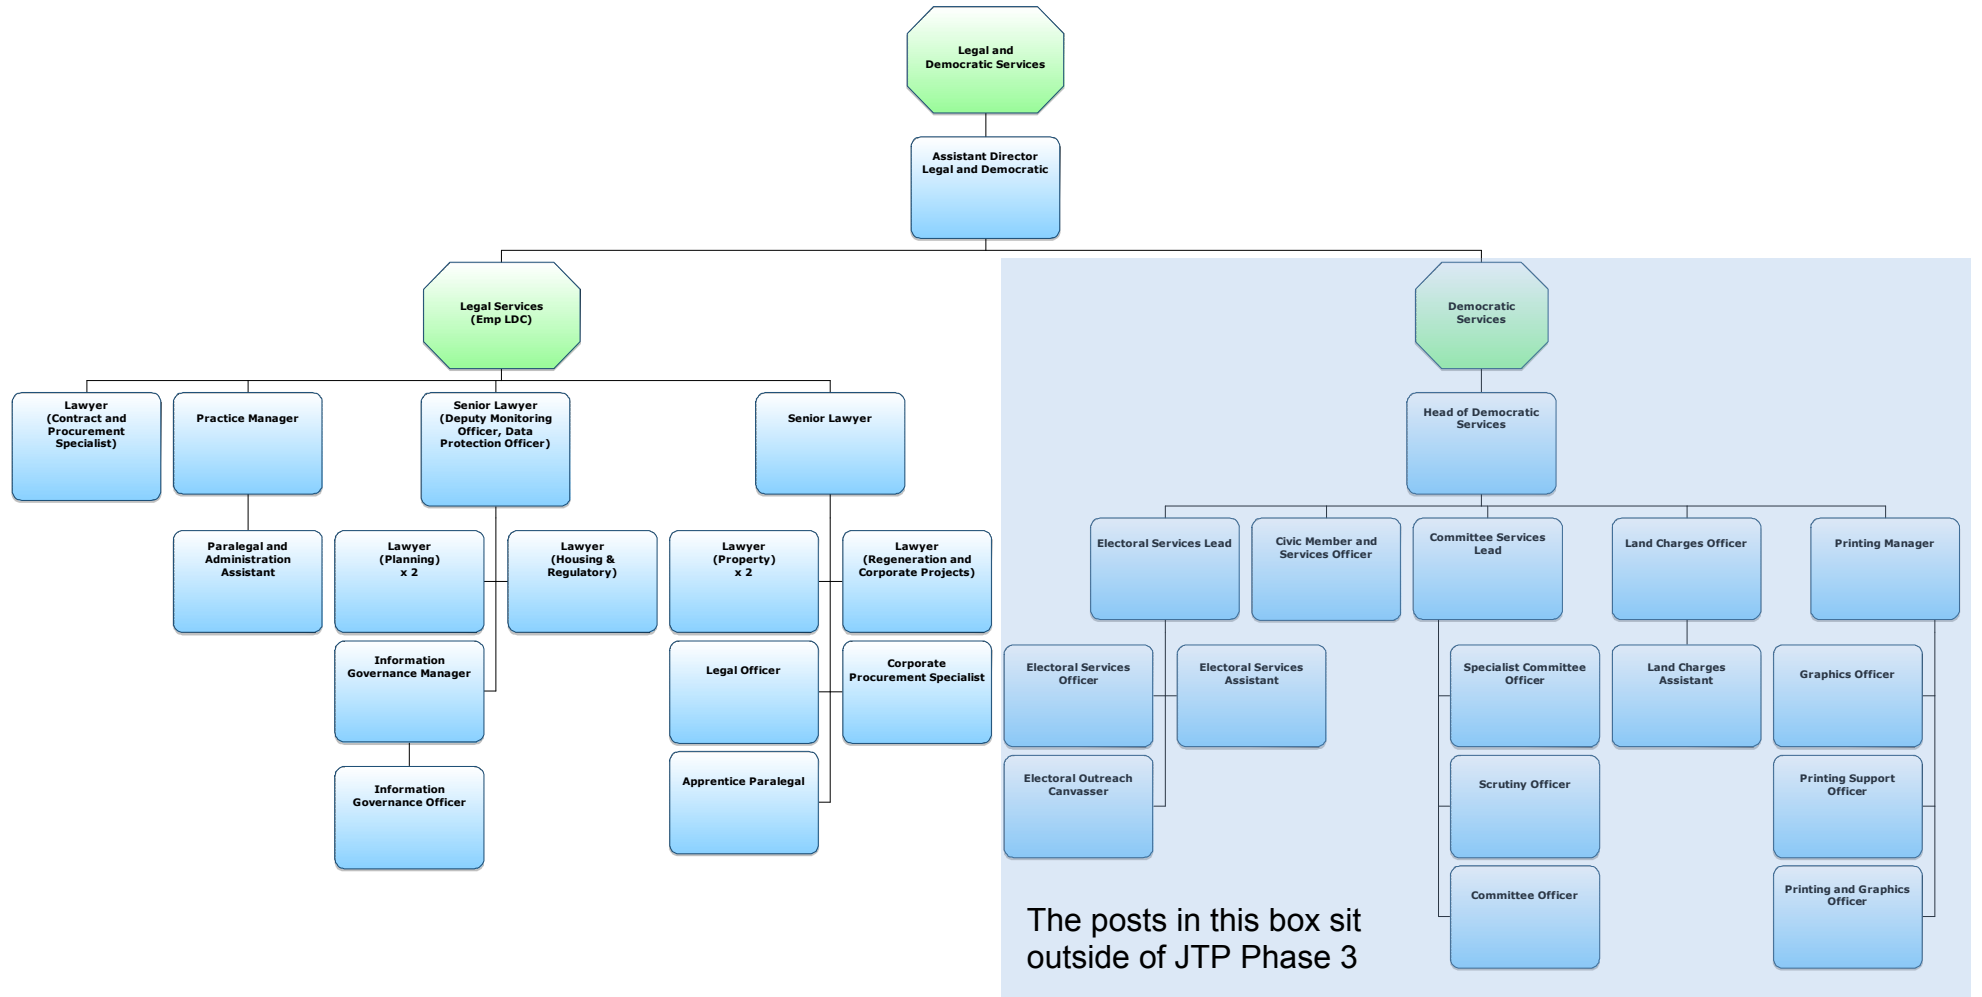 Legal and
Democratic Services
Assistant Director
Legal and Democratic
Legal Services
(Emp LDC)
Democratic
Services
Lawyer
(Contract and
Procurement
Specialist)
Practice Manager
Senior Lawyer
(Deputy Monitoring
Officer, Data
Protection Officer)
Senior Lawyer
Head of Democratic
Services
Paralegal and
Administration
Assistant
Lawyer
(Planning)
x 2
Lawyer
(Housing &
Regulatory)
Lawyer
(Property)
x 2
Lawyer
(Regeneration and
Corporate Projects)
Electoral Services Lead
Civic Member and
Services Officer
Committee Services
Lead
Land Charges Officer
Printing Manager
Information
Governance Manager
Legal Officer
Corporate
Procurement Specialist
Electoral Services
Officer
Electoral Services
Assistant
Specialist Committee
Officer
Land Charges
Assistant
Graphics Officer
Information
Governance Officer
Apprentice Paralegal
Electoral Outreach
Canvasser
Scrutiny Officer
Printing Support
Officer
Committee Officer
Printing and Graphics
Officer
The posts in this box sit
outside of JTP Phase 3